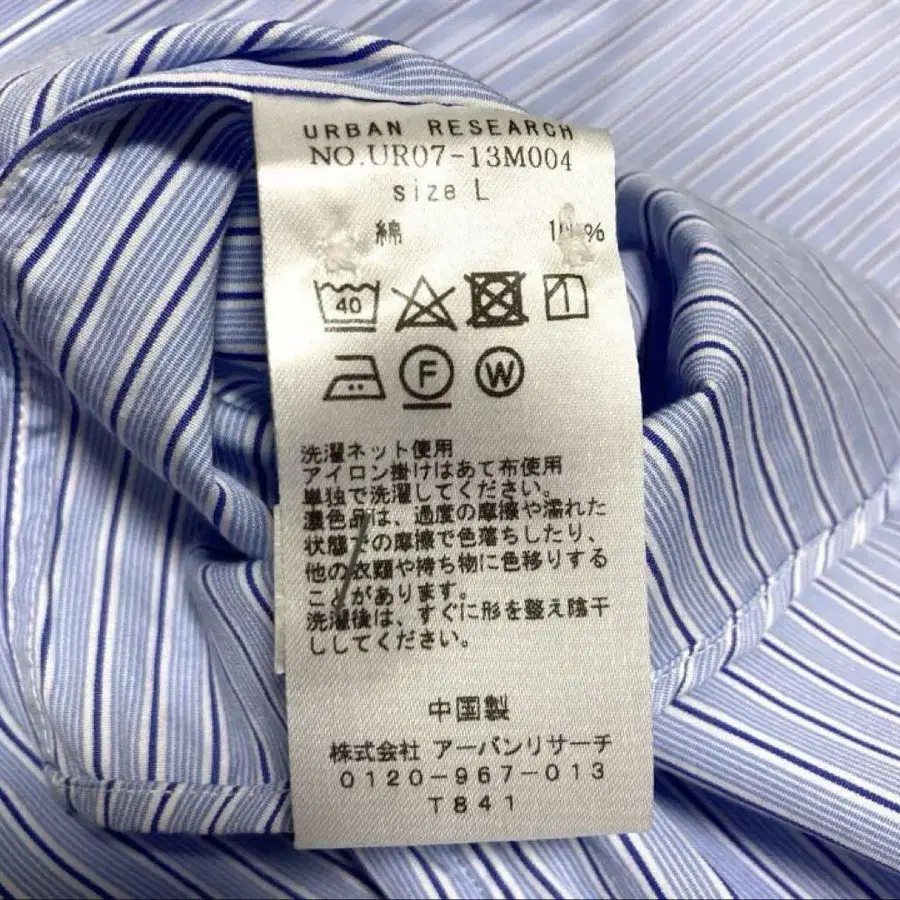 URBAN RESEARCH
NO.UR07-13M004
size L
綿 100%
40
F W
洗濯ネット使用
アイロン掛けはあて布使用
単独で洗濯してください。
濃色品は、過度の摩擦や濡れた
状態での摩擦で色落ちしたり、
他の衣類や持ち物に色移りする
ことがあります。
洗濯後は、すぐに形を整え陰干
ししてください。
中国製
株式会社 アーバンリサーチ
0120-967-013
T841